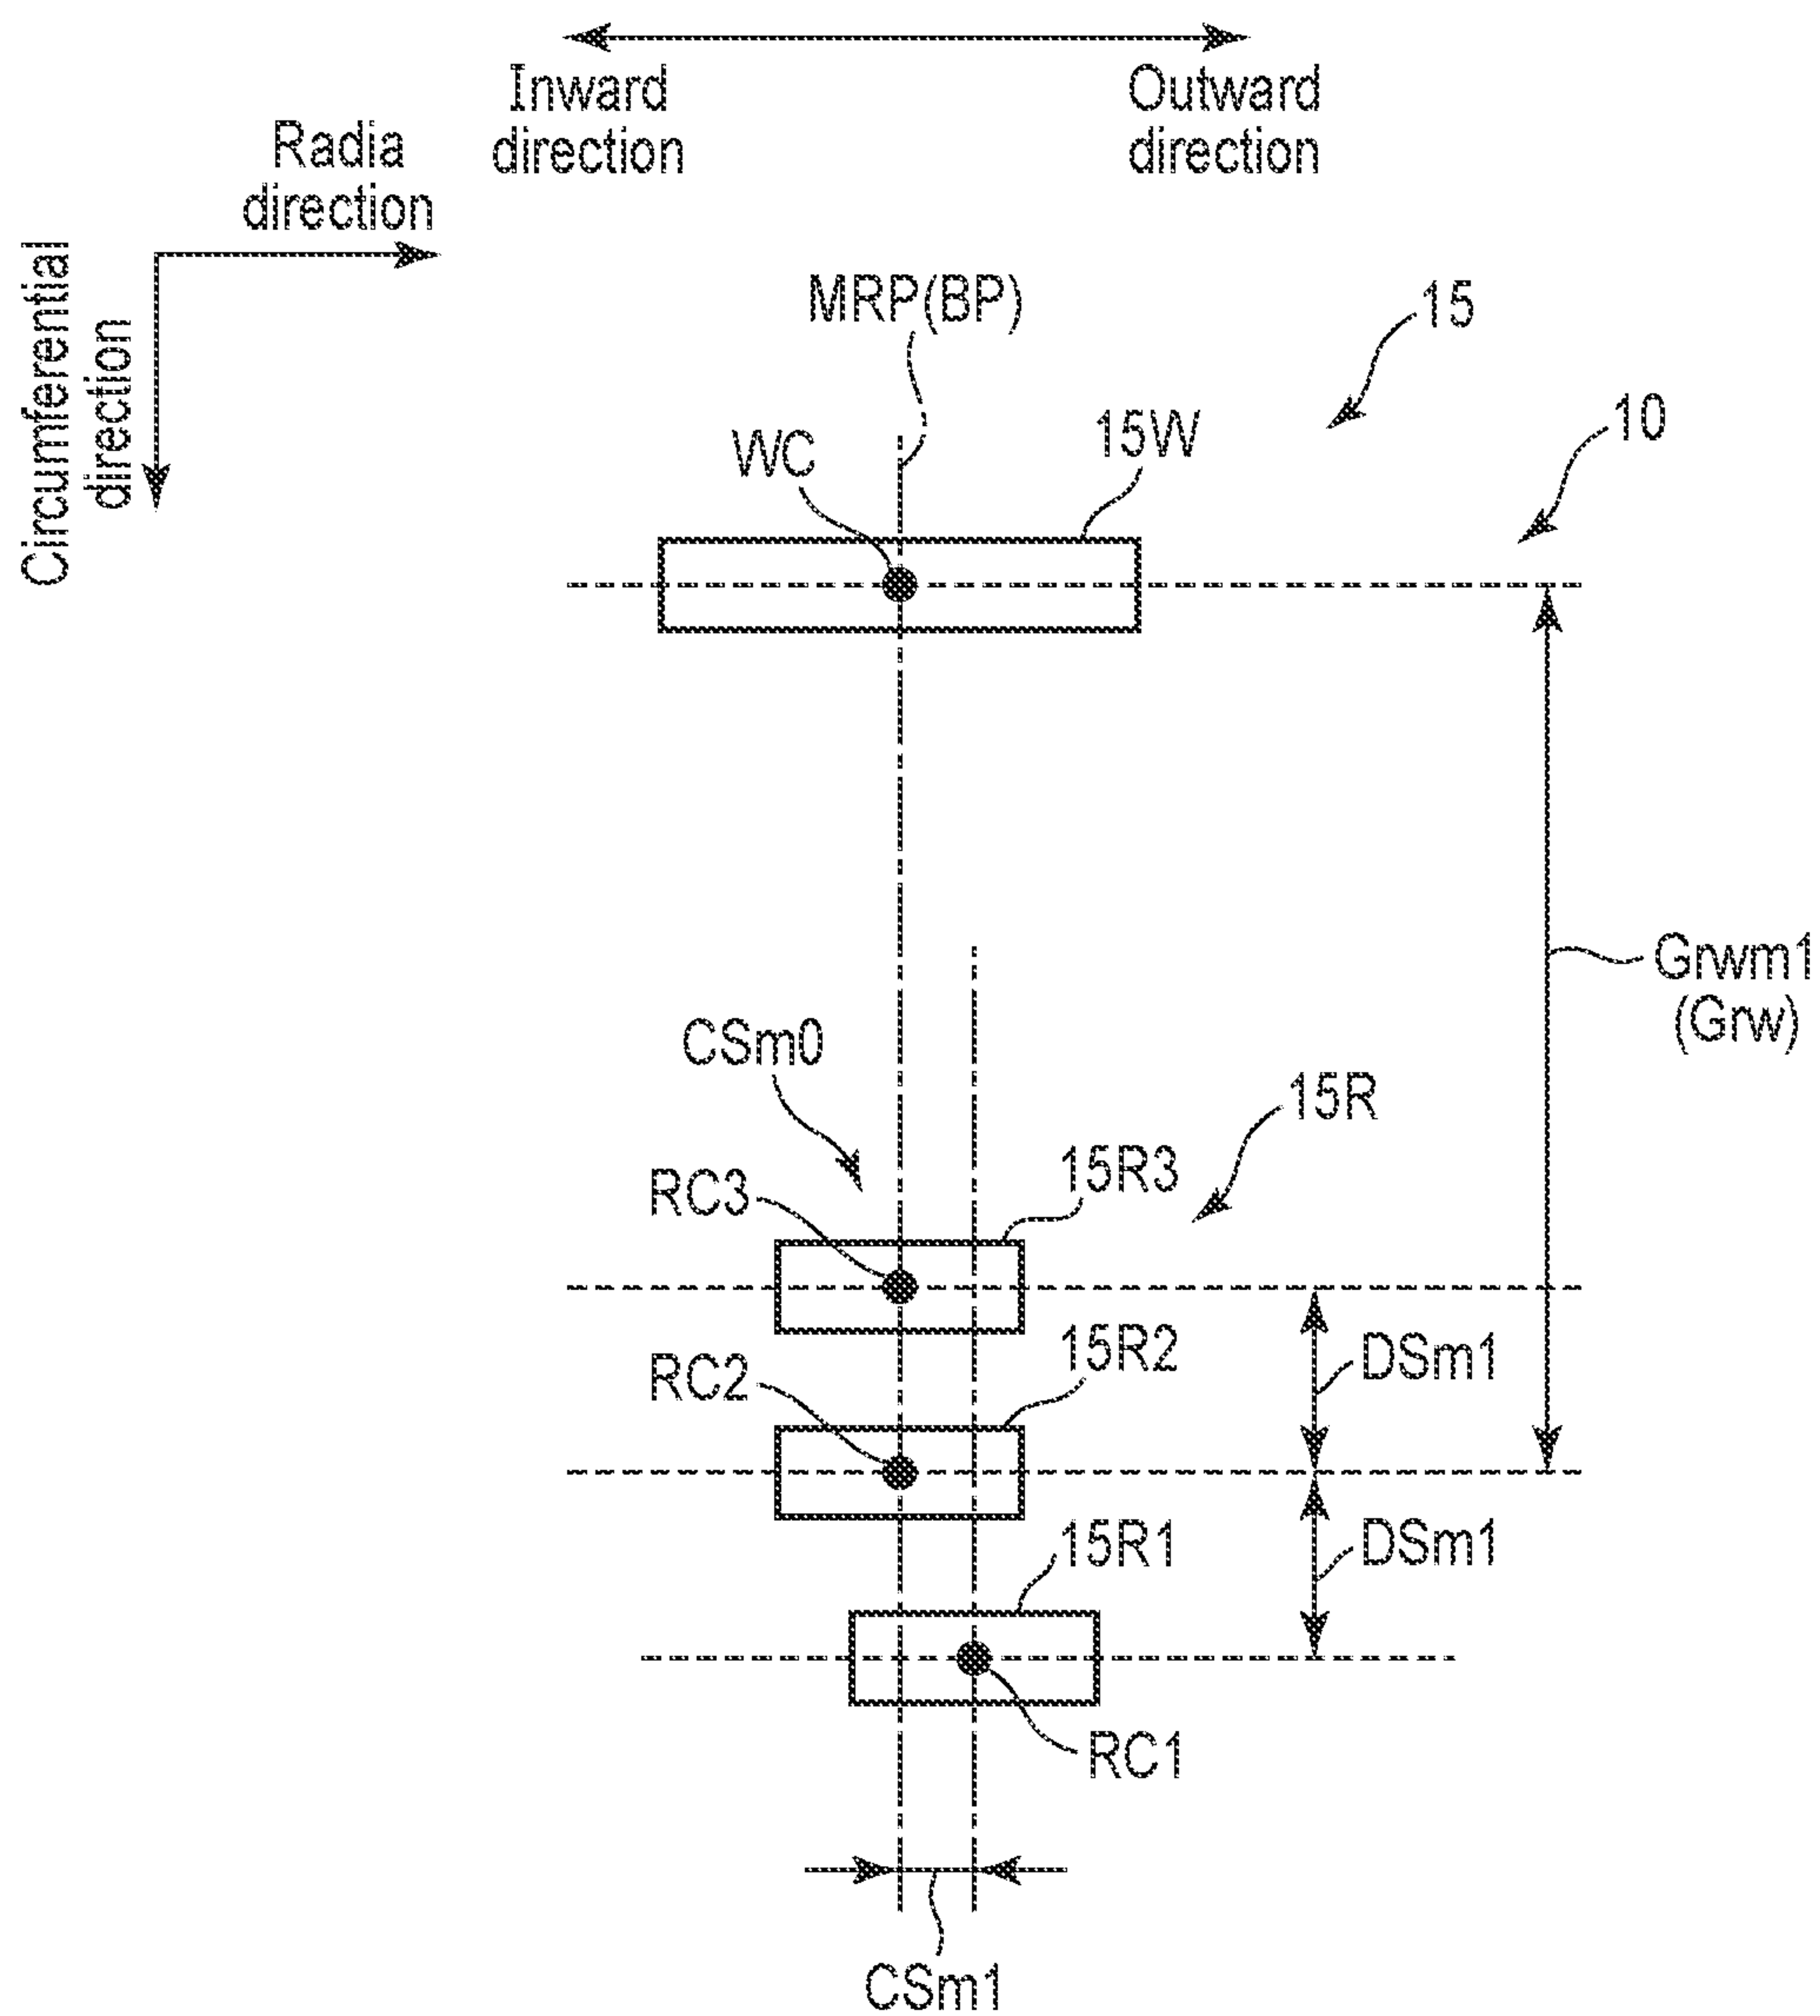 Inward
direction
Outward
direction
Radia
direction
Circumferential
direction
MRP(BP)
15
10
WC
15W
Grwm1
(Grw)
CSm0
15R
RC3
15R3
DSm1
RC2
15R2
DSm1
15R1
RC1
CSm1